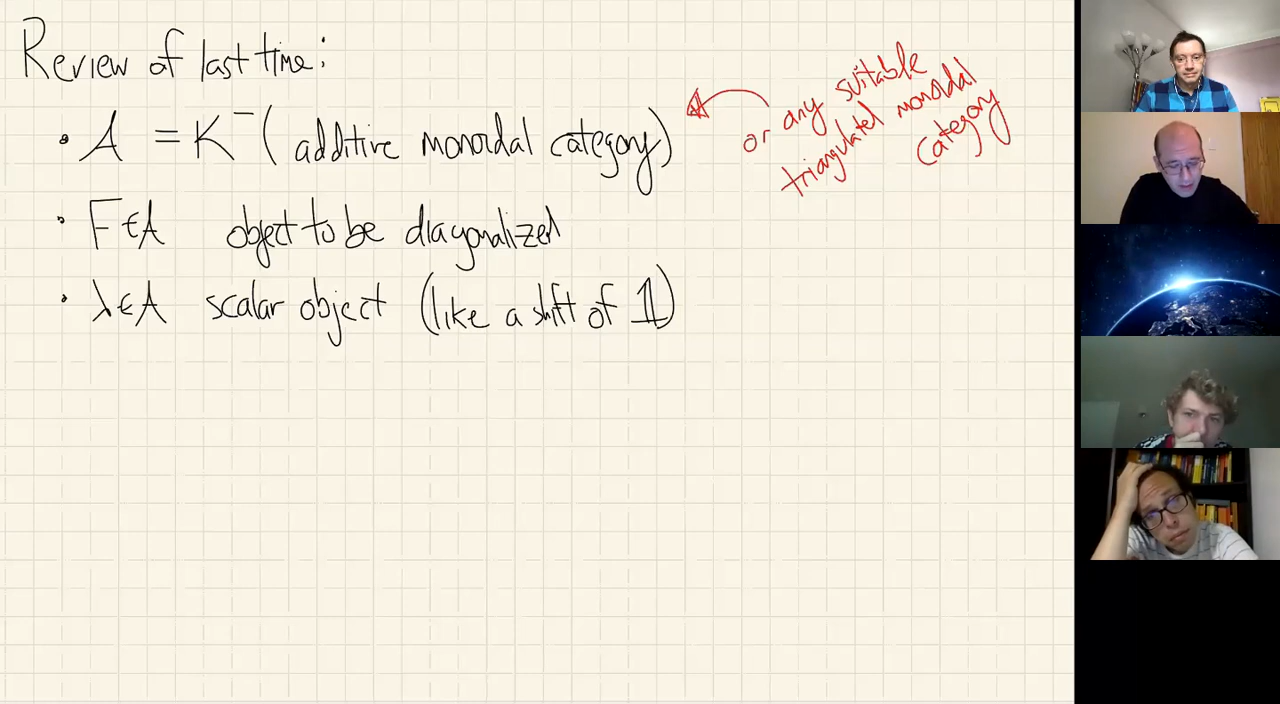 Review of last time:
• A = K⁻ ( additive monoidal category)
or any suitable
triangulated monoidal
category
• F ∈ A object to be diagonalized
• λ ∈ A scalar object (like a shift of 𝟙)